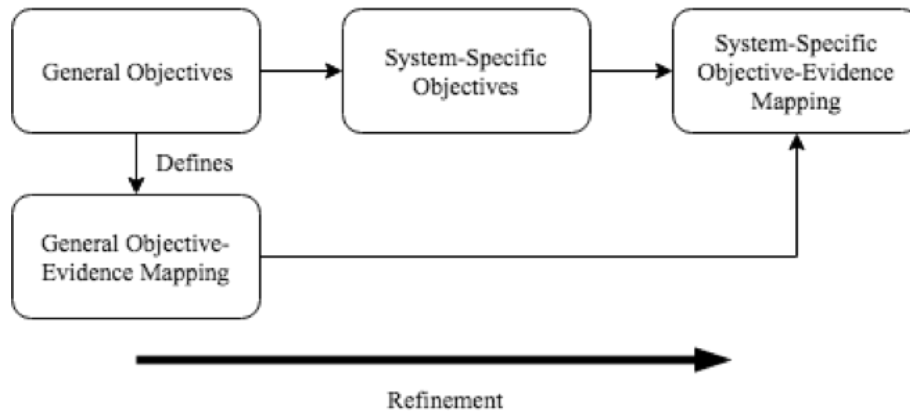 General Objectives
System-Specific
Objectives
System-Specific
Objective-Evidence
Mapping
Defines
General Objective-
Evidence Mapping
Refinement